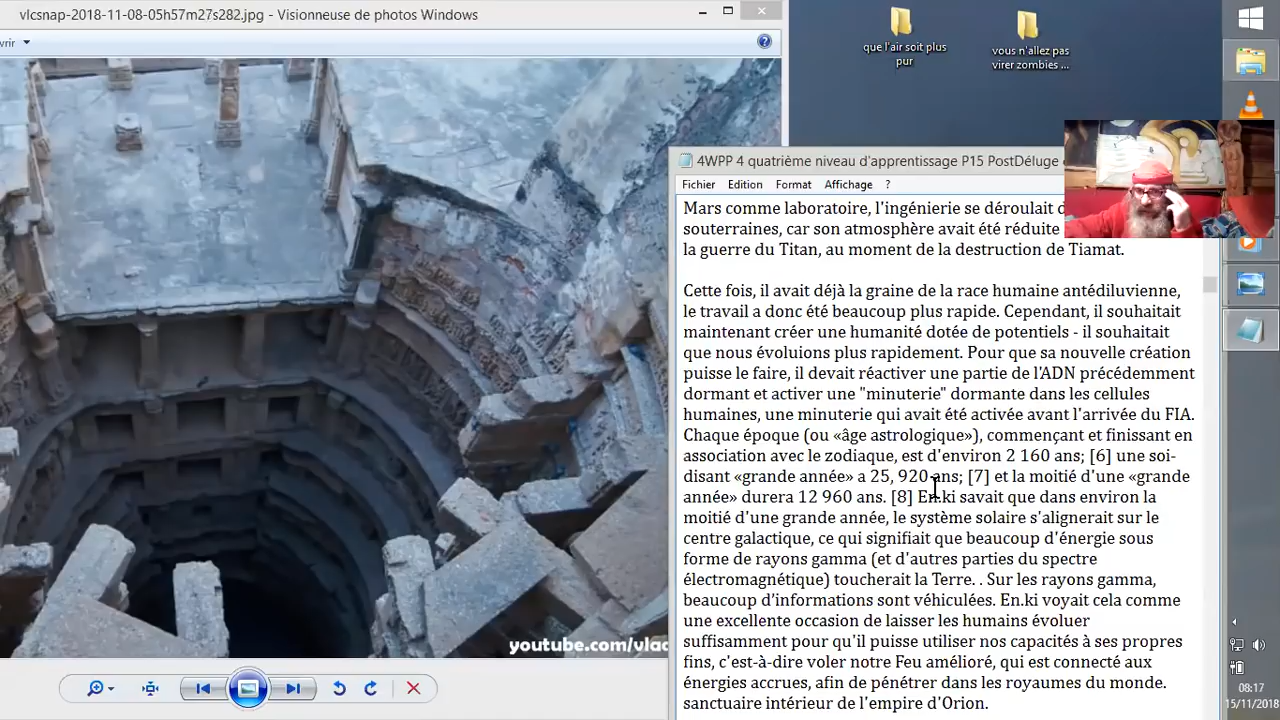 vlcsnap-2018-11-08-05h57m27s282.jpg - Visionneuse de photos Windows
que l'air soit plus
pur
vous n'allez pas
virer zombies ...
4WPP 4 quatrième niveau d'apprentissage P15 PostDéluge
Fichier Edition Format Affichage ?
Mars comme laboratoire, l'ingénierie se déroulait
souterraines, car son atmosphère avait été réduite
la guerre du Titan, au moment de la destruction de Tiamat.
Cette fois, il avait déjà la graine de la race humaine antédiluvienne,
le travail a donc été beaucoup plus rapide. Cependant, il souhaitait
maintenant créer une humanité dotée de potentiels - il souhaitait
que nous évoluions plus rapidement. Pour que sa nouvelle création
puisse le faire, il devait réactiver une partie de l'ADN précédemment
dormant et activer une "minuterie" dormante dans les cellules
humaines, une minuterie qui avait été activée avant l'arrivée du FIA.
Chaque époque (ou «âge astrologique»), commençant et finissant en
association avec le zodiaque, est d'environ 2 160 ans; [6] une soi-
disant «grande année» a 25, 920 ans; [7] et la moitié d'une «grande
année» durera 12 960 ans. [8] En.ki savait que dans environ la
moitié d'une grande année, le système solaire s'alignerait sur le
centre galactique, ce qui signifiait que beaucoup d'énergie sous
forme de rayons gamma (et d'autres parties du spectre
électromagnétique) toucherait la Terre. . Sur les rayons gamma,
beaucoup d'informations sont véhiculées. En.ki voyait cela comme
une excellente occasion de laisser les humains évoluer
suffisamment pour qu'il puisse utiliser nos capacités à ses propres
fins, c'est-à-dire voler notre Feu amélioré, qui est connecté aux
énergies accrues, afin de pénétrer dans les royaumes du monde.
sanctuaire intérieur de l'empire d'Orion.
youtube.com/vlad
08:17
15/11/2018